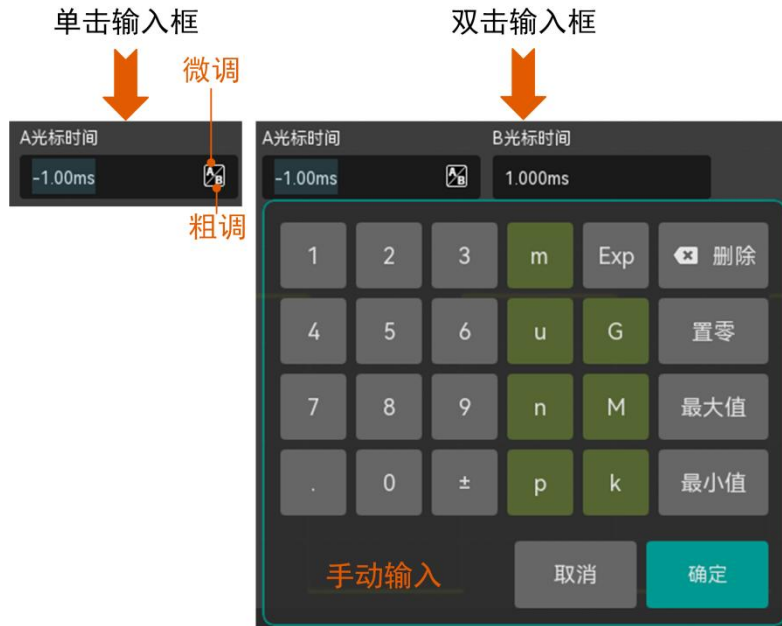 单击输入框
双击输入框
微调
A光标时间
-1.00ms
A/B
粗调
A光标时间 B光标时间
-1.00ms A/B 1.000ms
1 2 3 m Exp 删除
4 5 6 u G 置零
7 8 9 n M 最大值
. 0 ± p k 最小值
手动输入 取消 确定